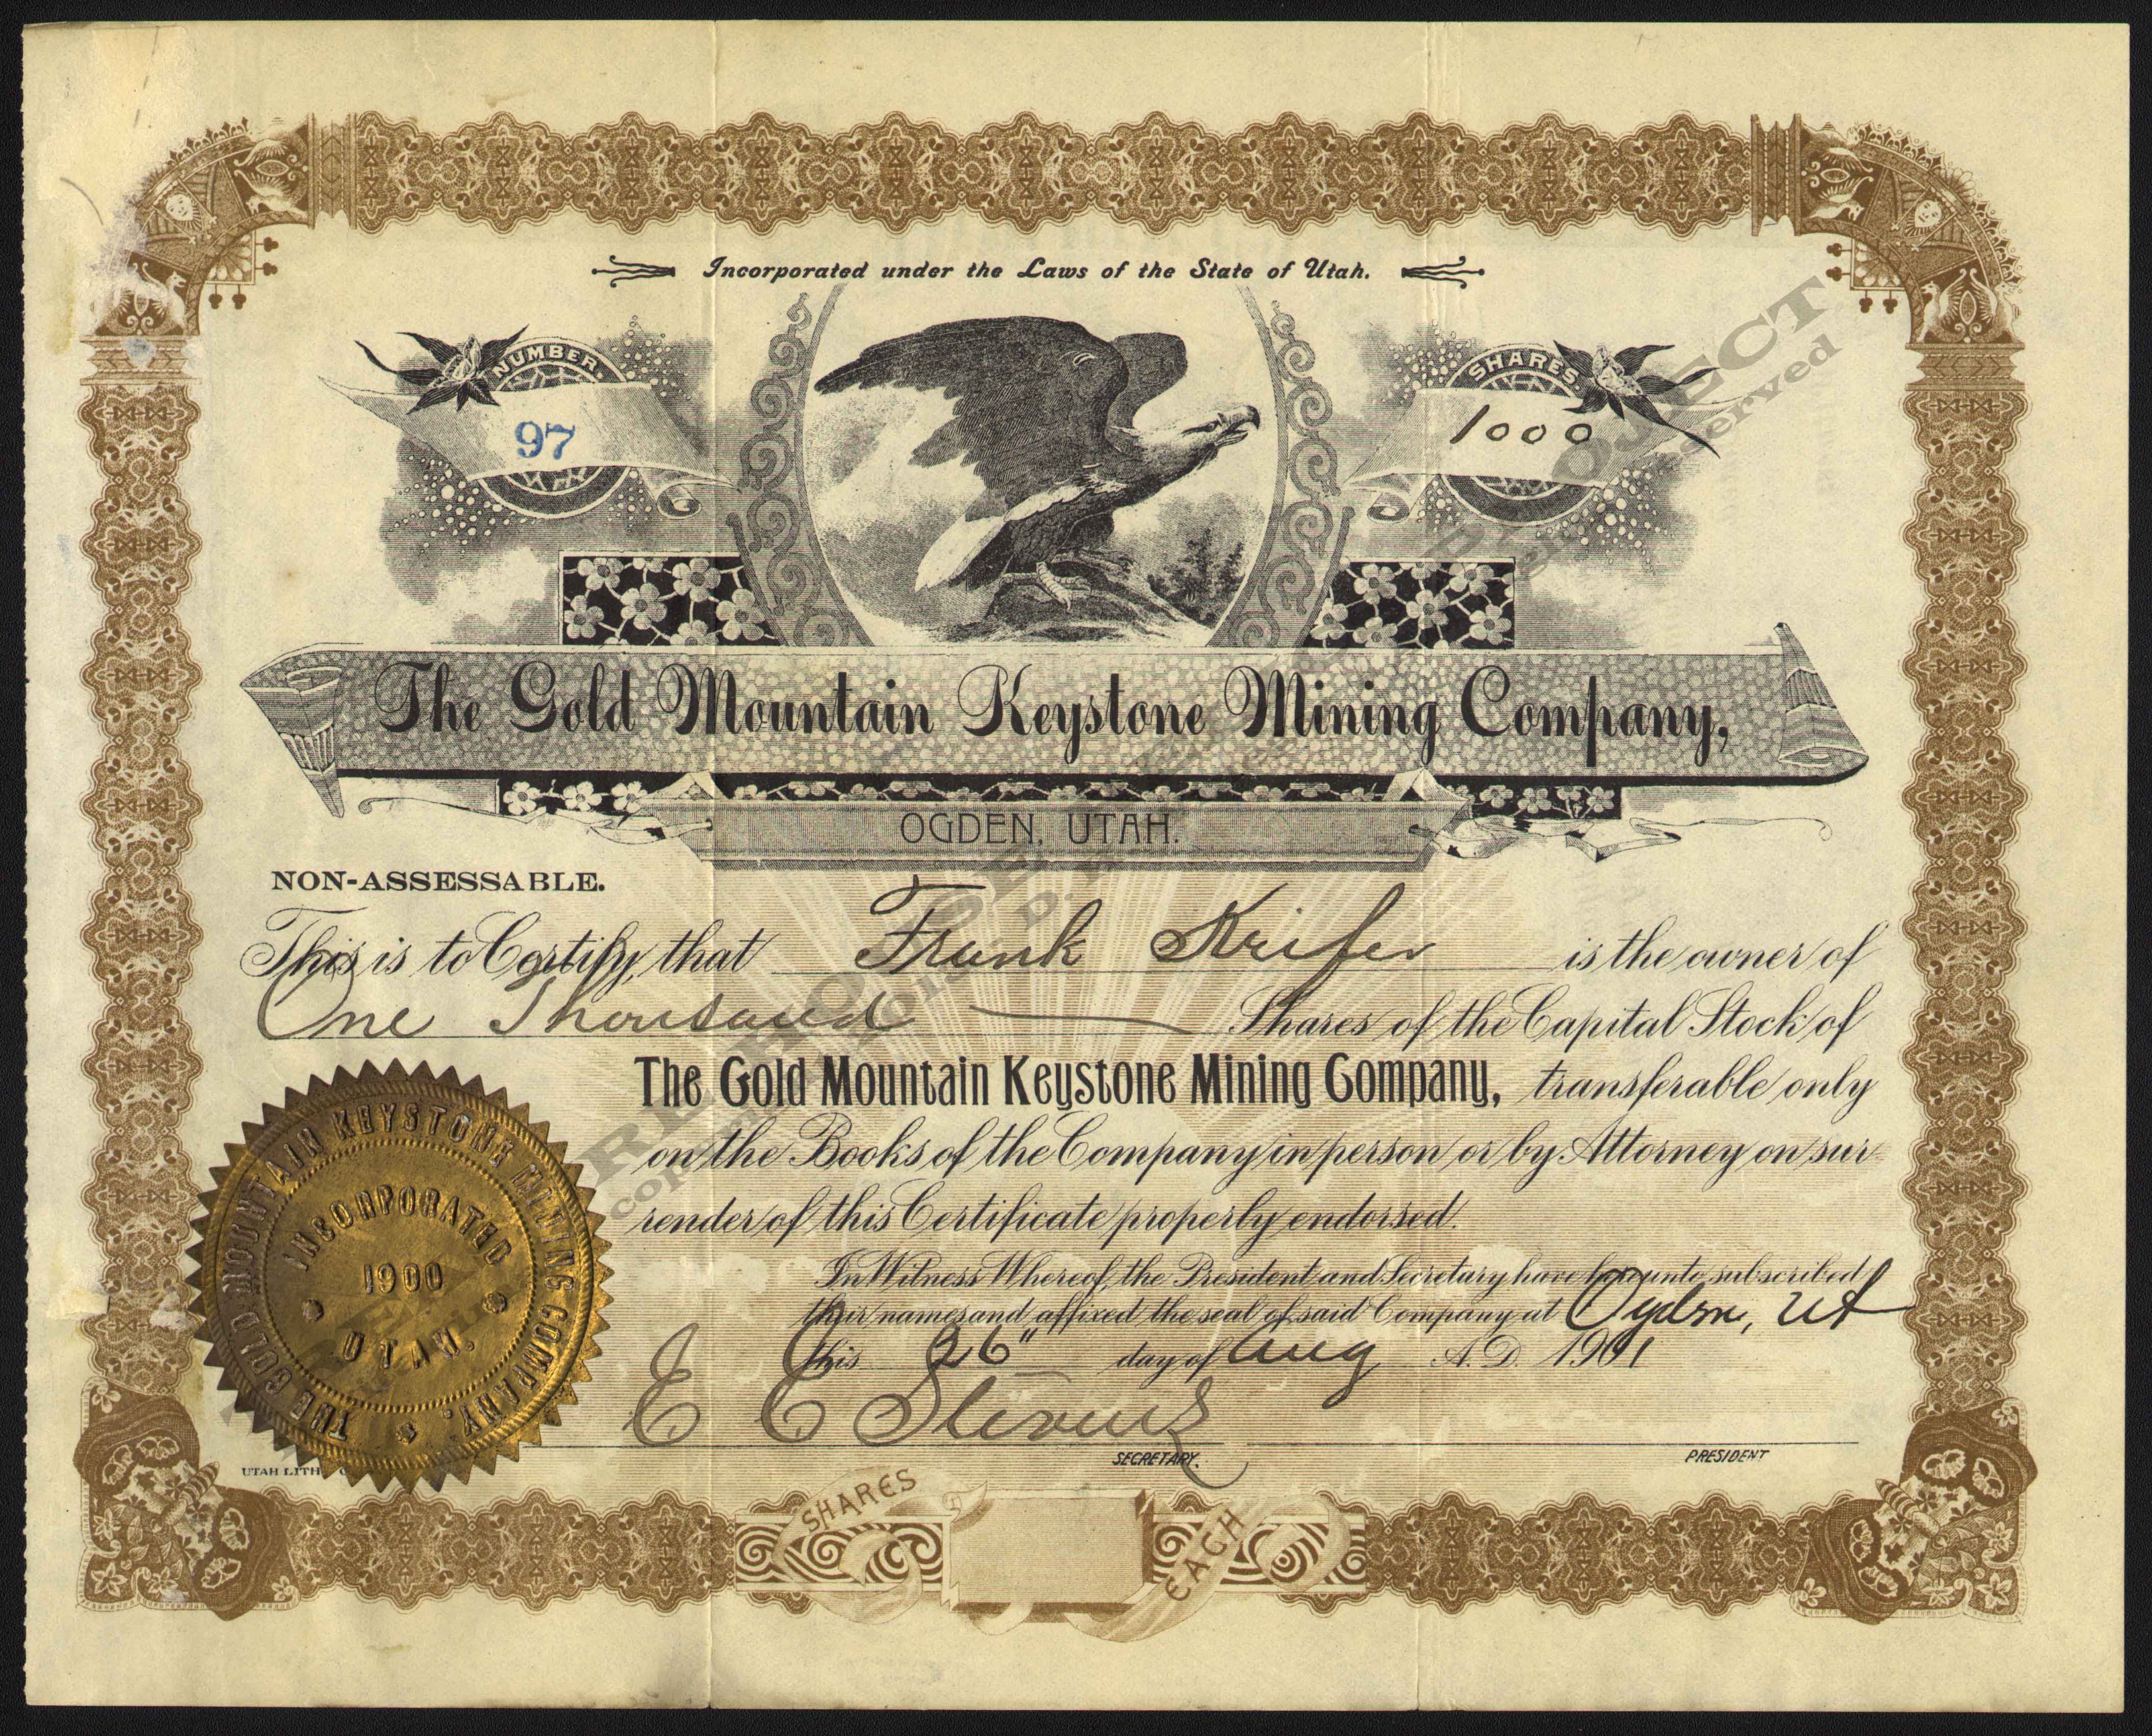 Incorporated under the Laws of the State of Utah.
NUMBER.
97
SHARES.
1000
The Gold Mountain Keystone Mining Company,
OGDEN, UTAH.
NON-ASSESSABLE.
This is to Certify, that Frank Keifer is the owner of
One Thousand Shares of the Capital Stock of
The Gold Mountain Keystone Mining Company, transferable only
on the Books of the Company in person or by Attorney on sur-
render of this Certificate properly endorsed.
In Witness Whereof, the President and Secretary have hereunto subscribed
their names and affixed the seal of said Company at Ogden, Ut
this 26" day of Aug A.D. 1901
E C Stevens
SECRETARY.
PRESIDENT
THE GOLD MOUNTAIN KEYSTONE MINING COMPANY.
INCORPORATED
1900
UTAH.
UTAH LITH
SHARES
EACH